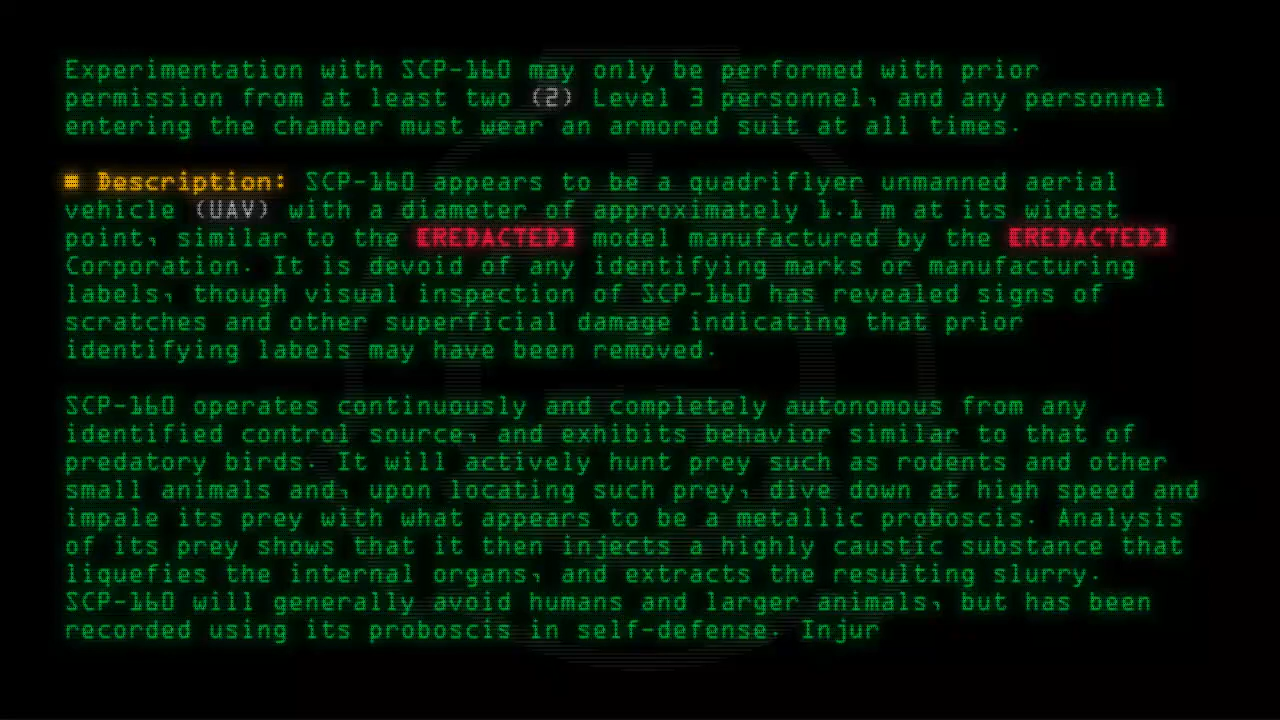 Experimentation with SCP-160 may only be performed with prior
permission from at least two (2) Level 3 personnel, and any personnel
entering the chamber must wear an armored suit at all times.
■ Description: SCP-160 appears to be a quadriflyer unmanned aerial
vehicle (UAV) with a diameter of approximately 1.1 m at its widest
point, similar to the [REDACTED] model manufactured by the [REDACTED]
Corporation. It is devoid of any identifying marks or manufacturing
labels, though visual inspection of SCP-160 has revealed signs of
scratches and other superficial damage indicating that prior
identifying labels may have been removed.
SCP-160 operates continuously and completely autonomous from any
identified control source, and exhibits behavior similar to that of
predatory birds. It will actively hunt prey such as rodents and other
small animals and, upon locating such prey, dive down at high speed and
impale its prey with what appears to be a metallic proboscis. Analysis
of its prey shows that it then injects a highly caustic substance that
liquefies the internal organs, and extracts the resulting slurry.
SCP-160 will generally avoid humans and larger animals, but has been
recorded using its proboscis in self-defense. Injur